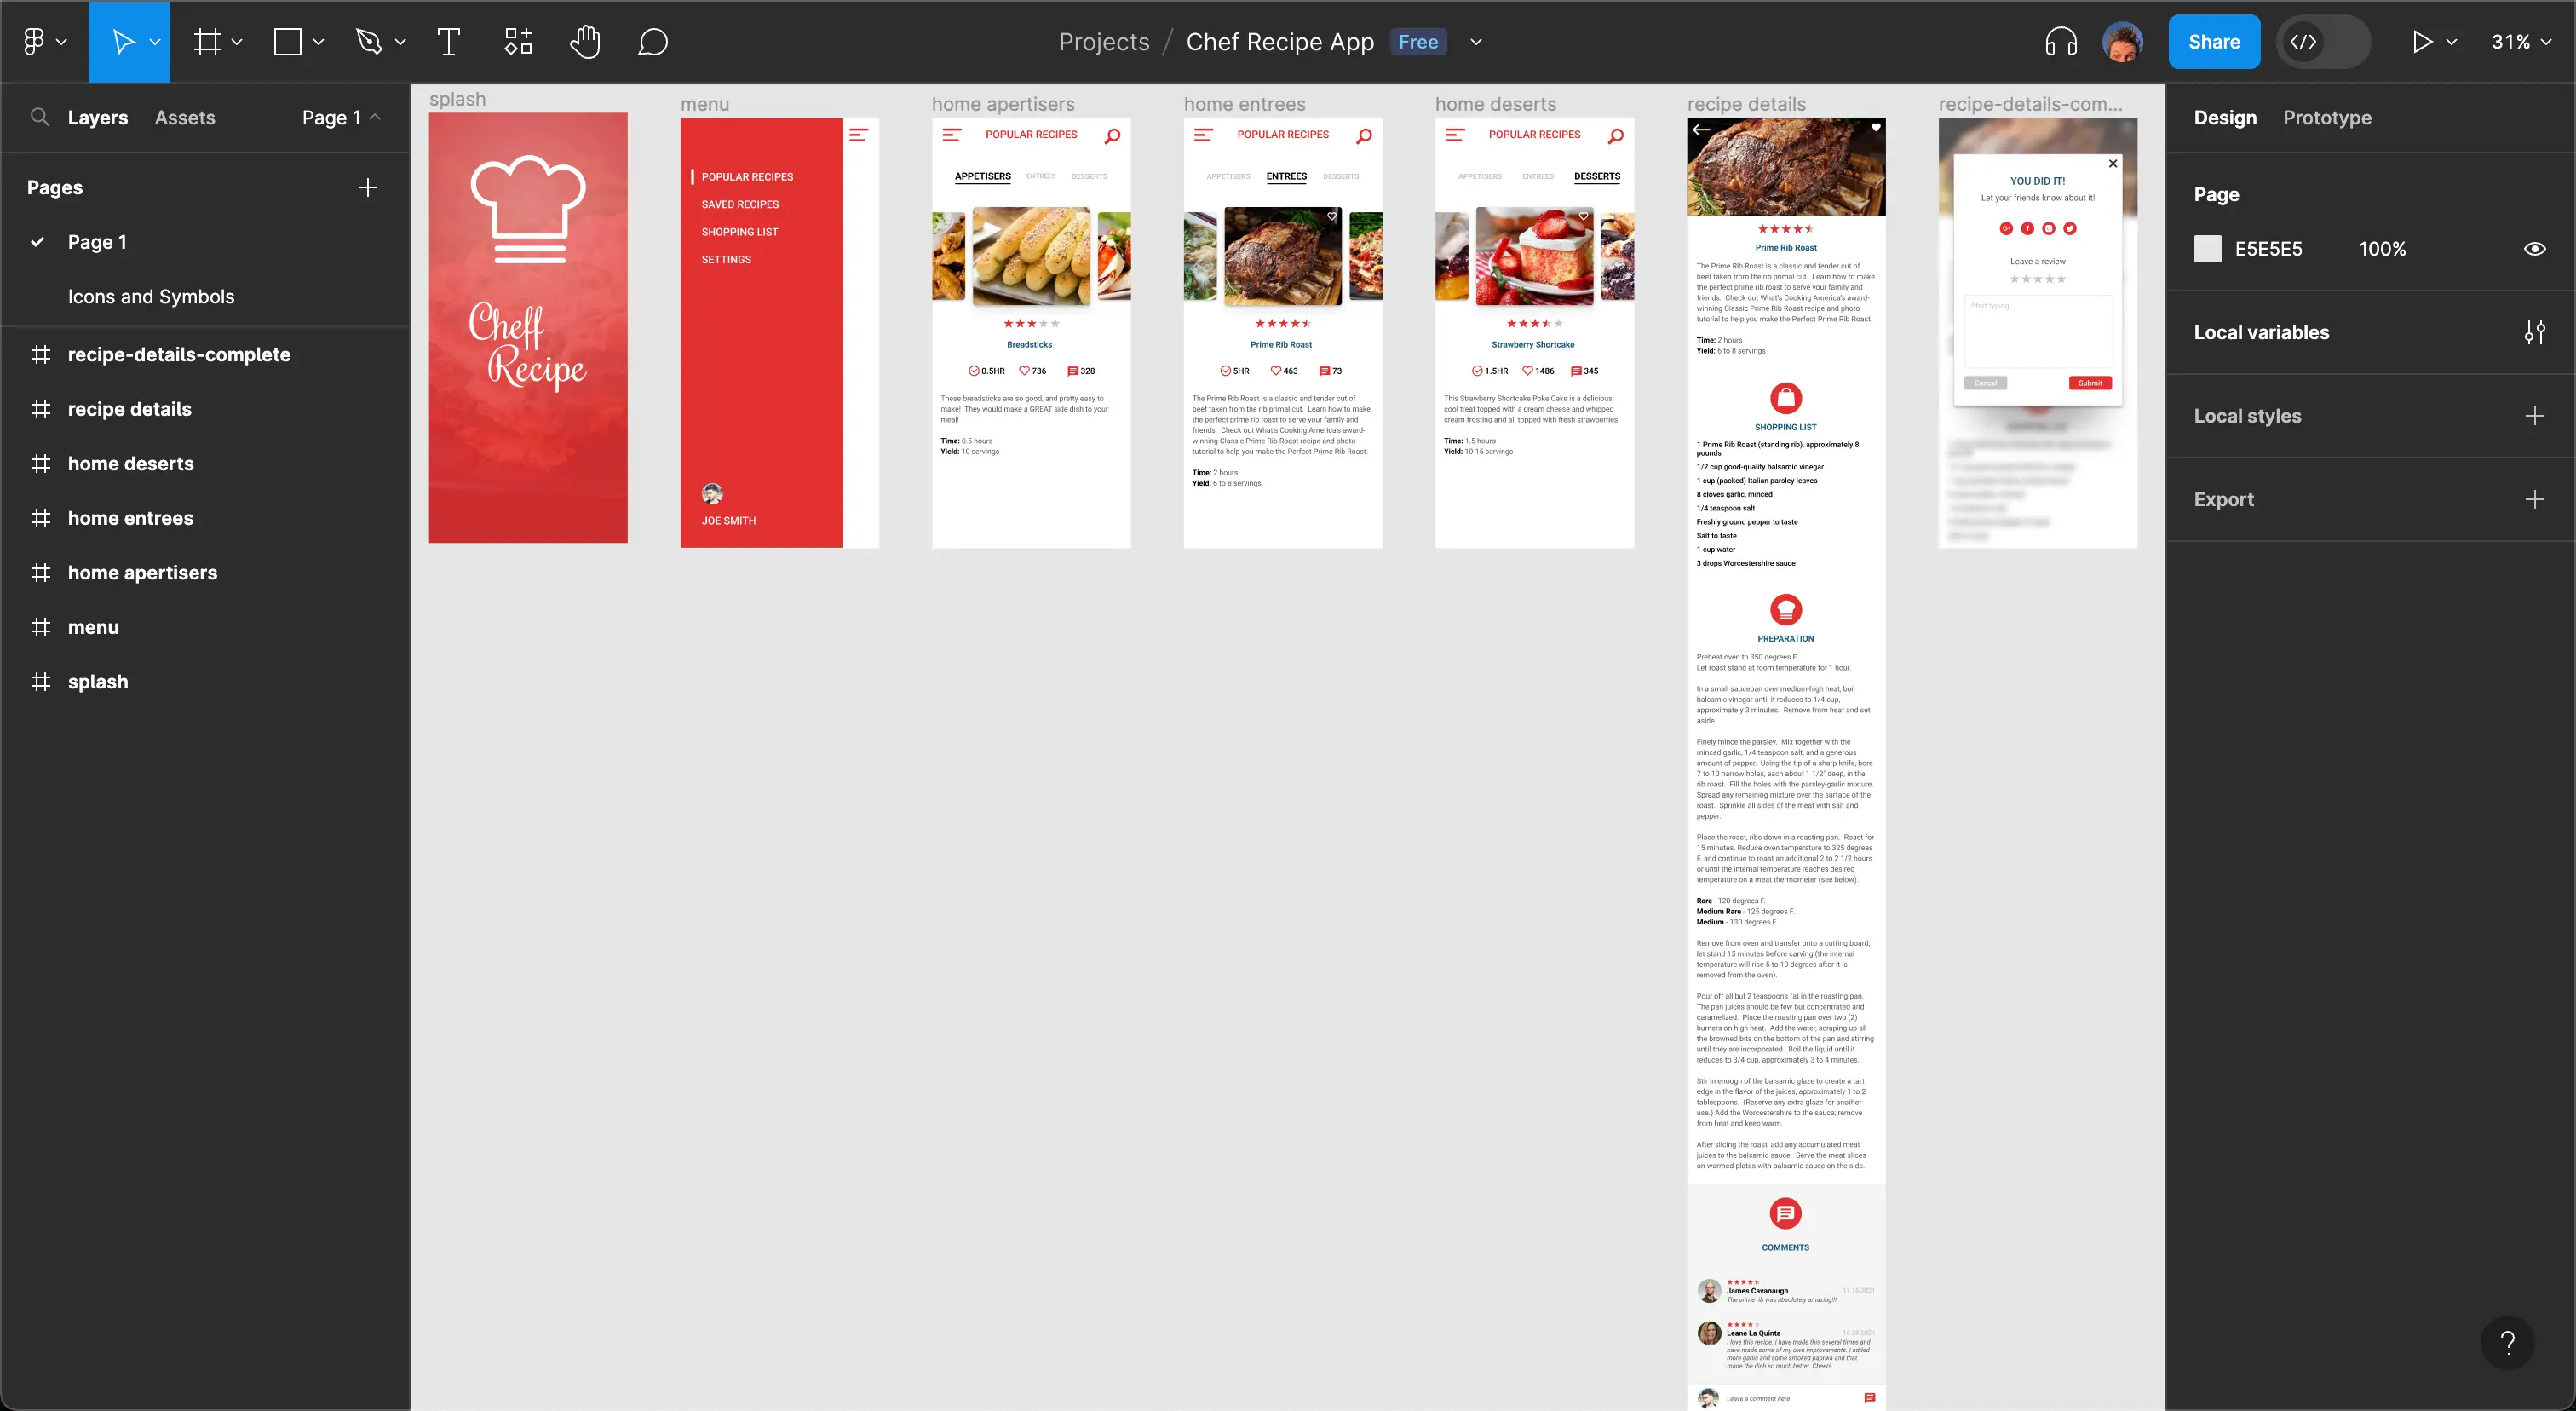 Projects / Chef Recipe App Free
Share
31%
Layers Assets Page 1
Pages
Page 1
Icons and Symbols
recipe-details-complete
recipe details
home deserts
home entrees
home apertisers
menu
splash
splash
Cheff
Recipe
menu
POPULAR RECIPES
SAVED RECIPES
SHOPPING LIST
SETTINGS
JOE SMITH
home apertisers
POPULAR RECIPES
APPETISERS ENTREES DESSERTS
Breadsticks
0.5HR 736 328
These breadsticks are so good, and pretty easy to
make! They would make a GREAT side dish to your
meal!
Time: 0.5 hours
Yield: 10 servings
home entrees
POPULAR RECIPES
APPETISERS ENTREES DESSERTS
Prime Rib Roast
5HR 463 73
The Prime Rib Roast is a classic and tender cut of
beef taken from the rib primal cut. Learn how to make
the perfect prime rib roast to serve your family and
friends. Check out What's Cooking America's award-
winning Classic Prime Rib Roast recipe and photo
tutorial to help you make the Perfect Prime Rib Roast.
Time: 2 hours
Yield: 6 to 8 servings
home deserts
POPULAR RECIPES
APPETISERS ENTREES DESSERTS
Strawberry Shortcake
1.5HR 1486 345
This Strawberry Shortcake Poke Cake is a delicious,
cool treat topped with a cream cheese and whipped
cream frosting and all topped with fresh strawberries.
Time: 1.5 hours
Yield: 10-15 servings
recipe details
Prime Rib Roast
The Prime Rib Roast is a classic and tender cut of
beef taken from the rib primal cut. Learn how to make
the perfect prime rib roast to serve your family and
friends. Check out What's Cooking America's award-
winning Classic Prime Rib Roast recipe and photo
tutorial to help you make the Perfect Prime Rib Roast.
Time: 2 hours
Yield: 6 to 8 servings
SHOPPING LIST
1 Prime Rib Roast (standing rib), approximately 8
pounds
1/2 cup good-quality balsamic vinegar
1 cup (packed) Italian parsley leaves
8 cloves garlic, minced
1/4 teaspoon salt
Freshly ground pepper to taste
Salt to taste
1 cup water
3 drops Worcestershire sauce
PREPARATION
Preheat oven to 350 degrees F.
Let roast stand at room temperature for 1 hour.
In a small saucepan over medium-high heat, boil
balsamic vinegar until it reduces to 1/4 cup,
approximately 3 minutes. Remove from heat and set
aside.
Finely mince the parsley. Mix together with the
minced garlic, 1/4 teaspoon salt, and a generous
amount of pepper. Using the tip of a sharp knife, bore
7 to 10 narrow holes, each about 1 1/2" deep, in the
rib roast. Fill the holes with the parsley-garlic mixture.
Spread any remaining mixture over the surface of the
roast. Sprinkle all sides of the meat with salt and
pepper.
Place the roast, ribs down in a roasting pan. Roast for
15 minutes. Reduce oven temperature to 325 degrees
F. and continue to roast an additional 2 to 2 1/2 hours
or until the internal temperature reaches desired
temperature on a meat thermometer (see below).
Rare - 120 degrees F.
Medium Rare - 125 degrees F.
Medium - 130 degrees F.
Remove from oven and transfer onto a cutting board;
let stand 15 minutes before carving (the internal
temperature will rise 5 to 10 degrees after it is
removed from the oven).
Pour off all but 2 teaspoons fat in the roasting pan.
The pan juices should be few but concentrated and
caramelized. Place the roasting pan over two (2)
burners on high heat. Add the water, scraping up all
the browned bits on the bottom of the pan and stirring
until they are incorporated. Boil the liquid until it
reduces to 3/4 cup, approximately 3 to 4 minutes.
Stir in enough of the balsamic glaze to create a tart
edge in the flavor of the juices, approximately 1 to 2
tablespoons. (Reserve any extra glaze for another
use.) Add the Worcestershire to the sauce; remove
from heat and keep warm.
After slicing the roast, add any accumulated meat
juices to the balsamic sauce. Serve the meat slices
on warmed plates with balsamic sauce on the side.
COMMENTS
James Cavanaugh
The prime rib was absolutely amazing!!!
Leane La Quinta
I love this recipe. I have made this several times and
have made some of my own improvements. I added
more garlic and some smoked paprika and that
made the dish so much better. Cheers
Leave a comment here
recipe-details-com...
YOU DID IT!
Let your friends know about it!
Leave a review
Start typing...
Cancel Submit
Design Prototype
Page
E5E5E5 100%
Local variables
Local styles
Export
?